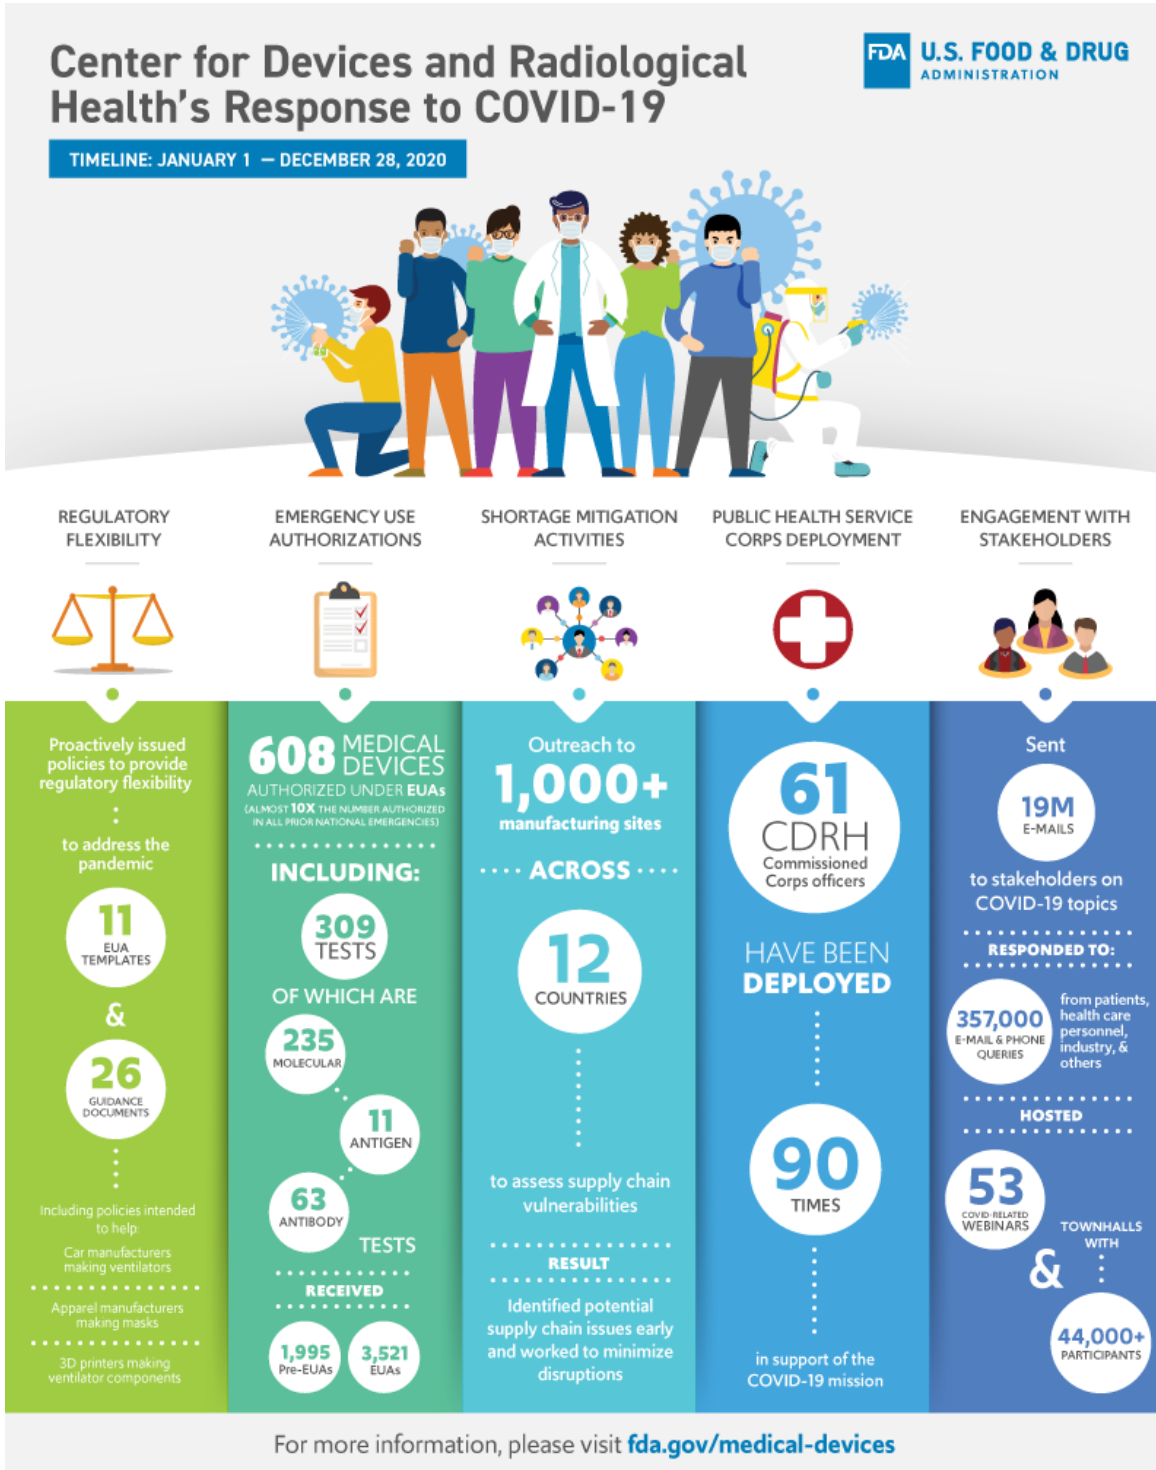 Center for Devices and Radiological
Health's Response to COVID-19
FDA
U.S. FOOD & DRUG
ADMINISTRATION
TIMELINE: JANUARY 1 — DECEMBER 28, 2020
REGULATORY
FLEXIBILITY
Proactively issued
policies to provide
regulatory flexibility
to address the
pandemic
11
EUA
TEMPLATES
&
26
GUIDANCE
DOCUMENTS
Including policies intended
to help:
Car manufacturers
making ventilators
Apparel manufacturers
making masks
3D printers making
ventilator components
EMERGENCY USE
AUTHORIZATIONS
608 MEDICAL
DEVICES
AUTHORIZED UNDER EUAs
(ALMOST 10X THE NUMBER AUTHORIZED
IN ALL PRIOR NATIONAL EMERGENCIES)
INCLUDING:
309
TESTS
OF WHICH ARE
235
MOLECULAR
11
ANTIGEN
63
ANTIBODY
TESTS
RECEIVED
1,995
Pre-EUAs
3,521
EUAs
SHORTAGE MITIGATION
ACTIVITIES
Outreach to
1,000+
manufacturing sites
ACROSS
12
COUNTRIES
to assess supply chain
vulnerabilities
RESULT
Identified potential
supply chain issues early
and worked to minimize
disruptions
PUBLIC HEALTH SERVICE
CORPS DEPLOYMENT
61
CDRH
Commissioned
Corps officers
HAVE BEEN
DEPLOYED
90
TIMES
in support of the
COVID-19 mission
ENGAGEMENT WITH
STAKEHOLDERS
Sent
19M
E-MAILS
to stakeholders on
COVID-19 topics
RESPONDED TO:
357,000
E-MAIL & PHONE
QUERIES
from patients,
health care
personnel,
industry, &
others
HOSTED
53
COVID-RELATED
WEBINARS
&
TOWNHALLS
WITH
44,000+
PARTICIPANTS
For more information, please visit fda.gov/medical-devices